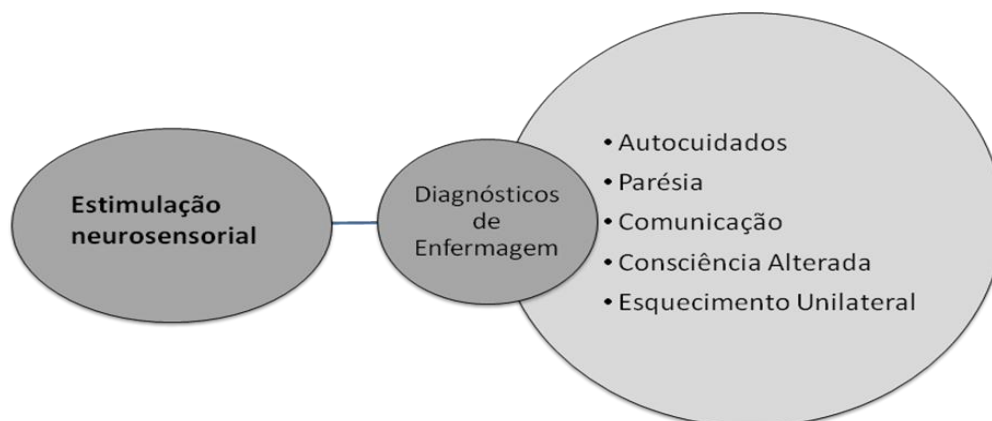 Estimulação
neurosensorial
Diagnósticos
de
Enfermagem
• Autocuidados
• Parésia
• Comunicação
• Consciência Alterada
• Esquecimento Unilateral